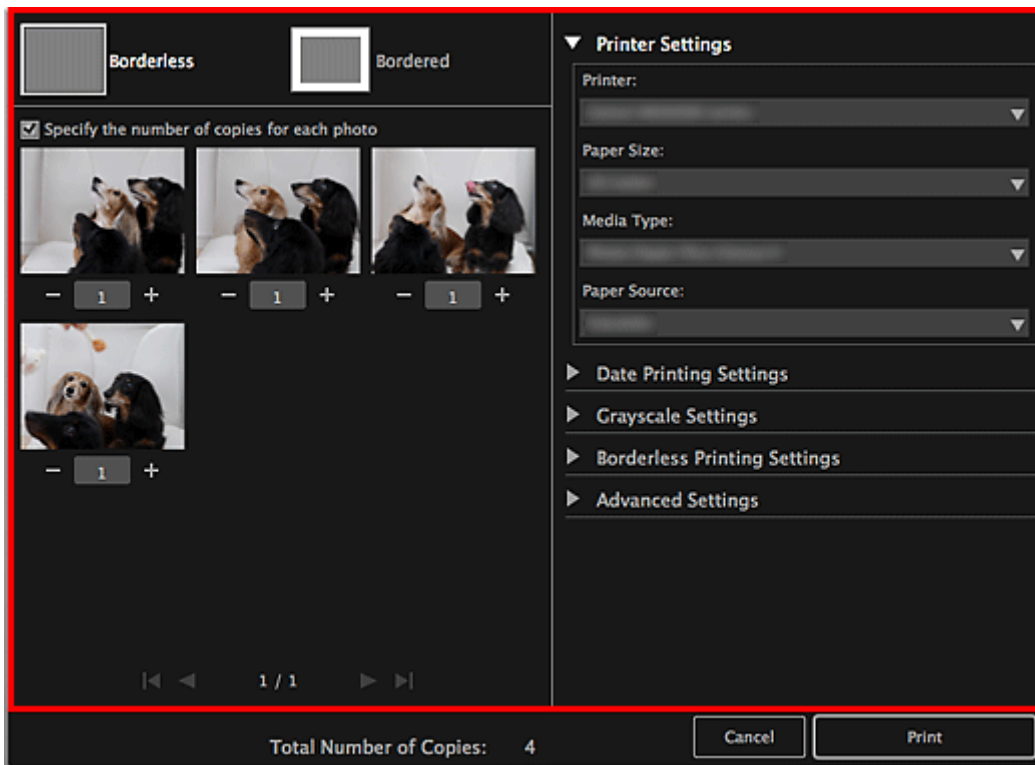 Borderless
Bordered
Specify the number of copies for each photo
1
1
1
1
1 / 1
Printer Settings
Printer:
Paper Size:
Media Type:
Paper Source:
Date Printing Settings
Grayscale Settings
Borderless Printing Settings
Advanced Settings
Total Number of Copies: 4
Cancel
Print